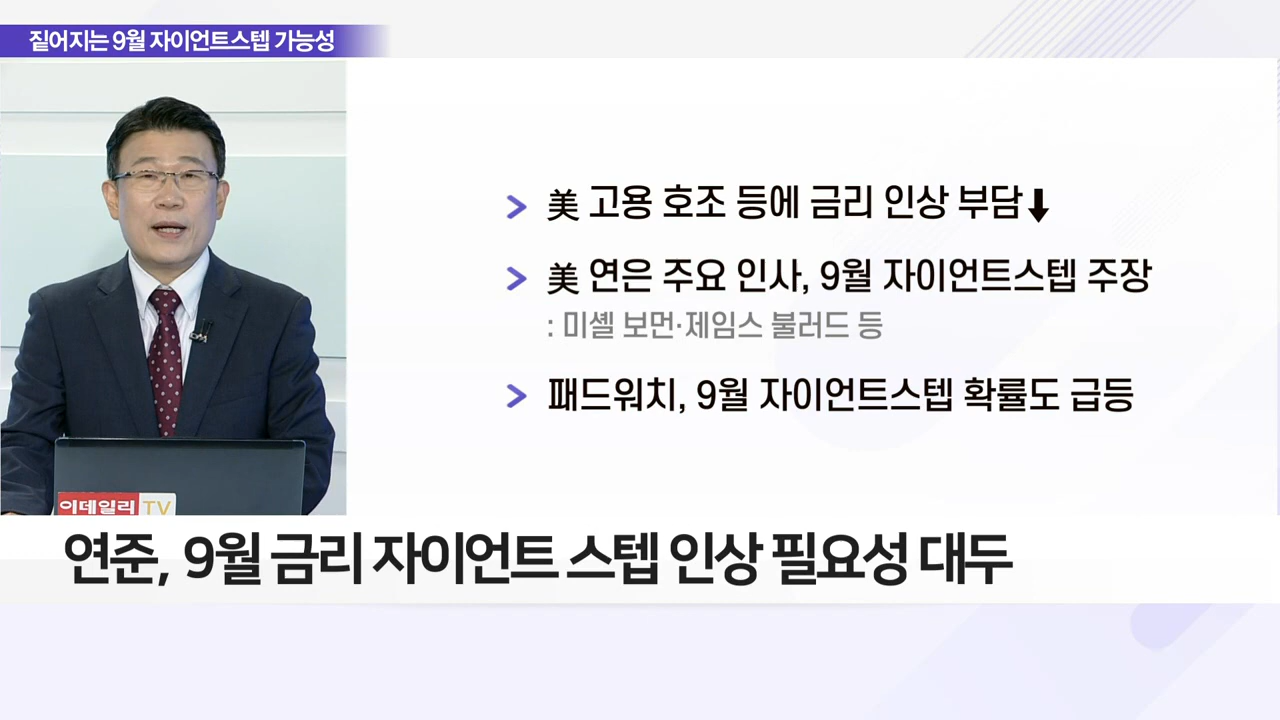 짙어지는 9월 자이언트스텝 가능성
> 美 고용 호조 등에 금리 인상 부담⬇
> 美 연은 주요 인사, 9월 자이언트스텝 주장
: 미셸 보먼·제임스 불러드 등
> 패드워치, 9월 자이언트스텝 확률도 급등
이데일리 TV
연준, 9월 금리 자이언트 스텝 인상 필요성 대두